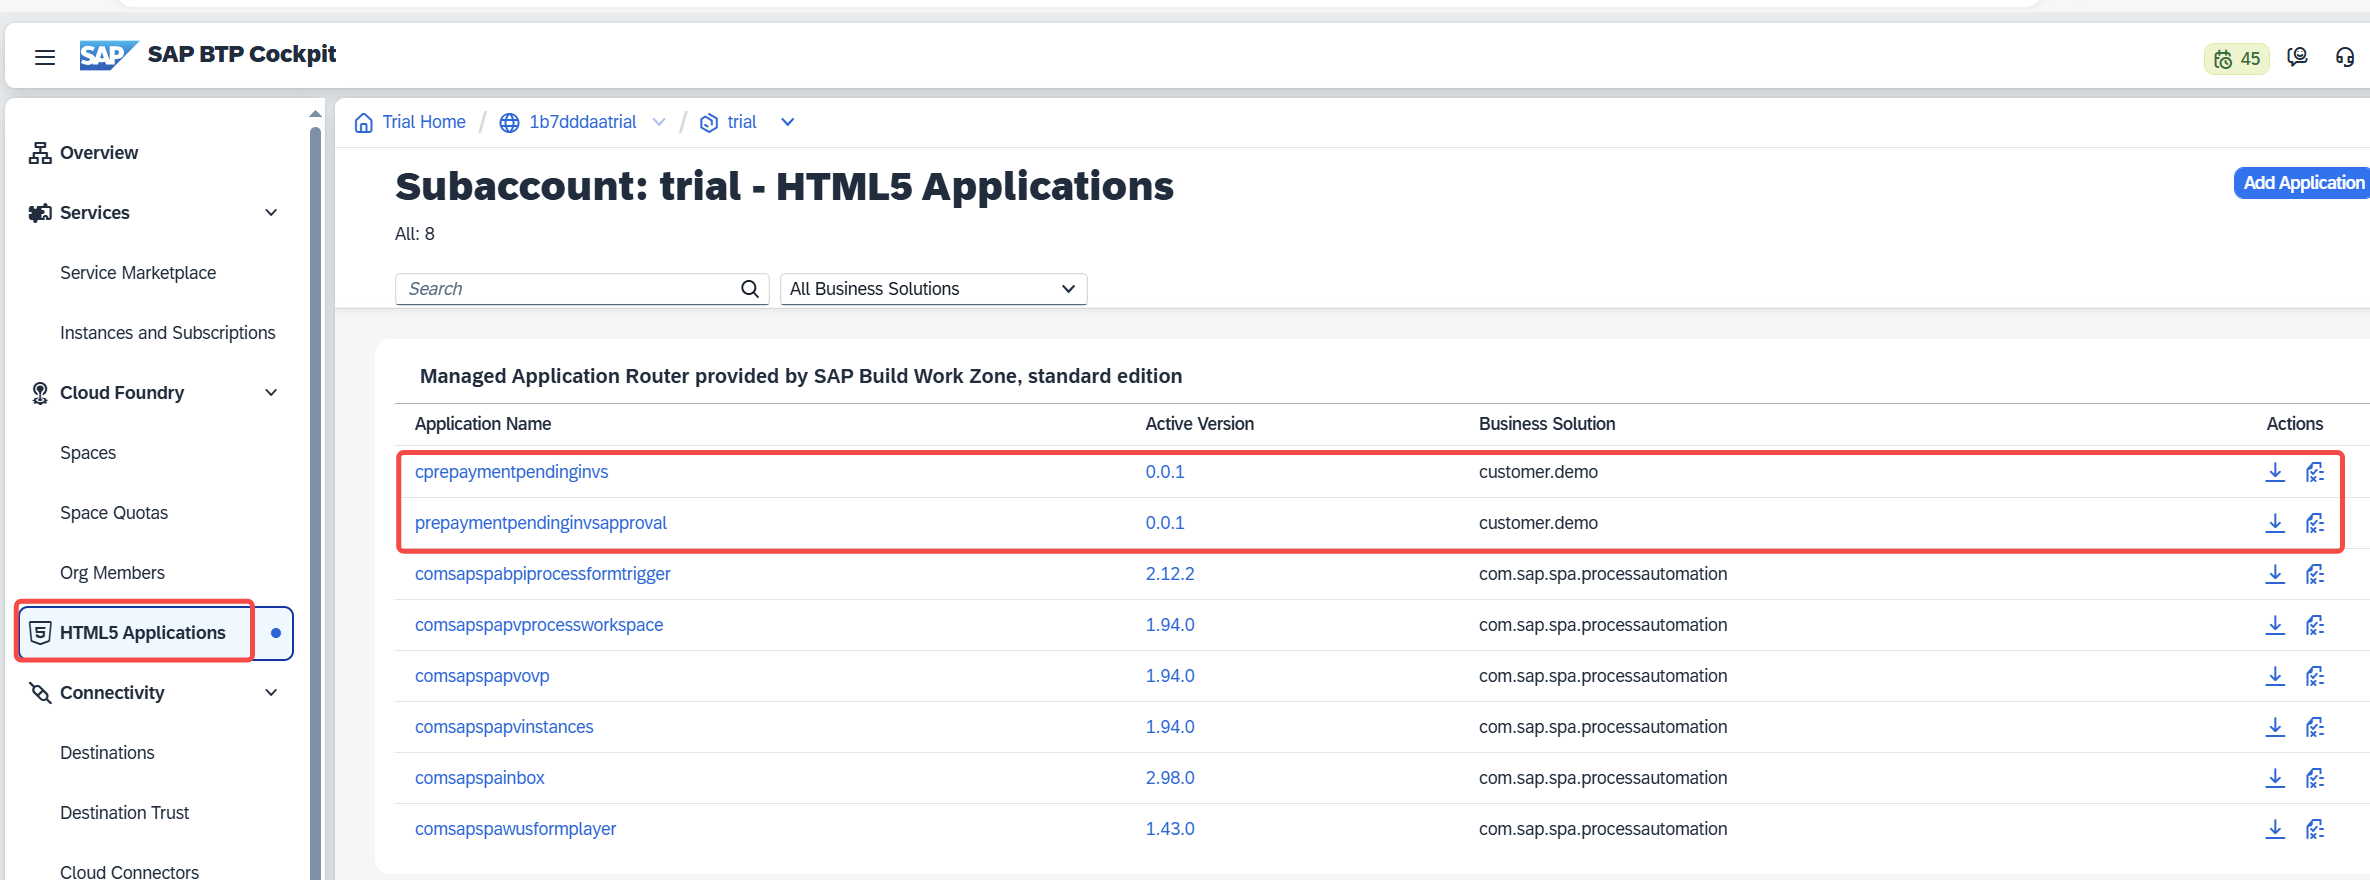 SAP SAP BTP Cockpit
45
Overview
Services
Service Marketplace
Instances and Subscriptions
Cloud Foundry
Spaces
Space Quotas
Org Members
HTML5 Applications
Connectivity
Destinations
Destination Trust
Cloud Connectors
Trial Home / 1b7dddaatrial / trial
Subaccount: trial - HTML5 Applications
Add Application
All: 8
Search
All Business Solutions
Managed Application Router provided by SAP Build Work Zone, standard edition
Application Name Active Version Business Solution Actions
cprepaymentpendinginvs 0.0.1 customer.demo
prepaymentpendinginvsapproval 0.0.1 customer.demo
comsapspabpiprocessformtrigger 2.12.2 com.sap.spa.processautomation
comsapspapvprocessworkspace 1.94.0 com.sap.spa.processautomation
comsapspapvovp 1.94.0 com.sap.spa.processautomation
comsapspapvinstances 1.94.0 com.sap.spa.processautomation
comsapspainbox 2.98.0 com.sap.spa.processautomation
comsapspawusformplayer 1.43.0 com.sap.spa.processautomation